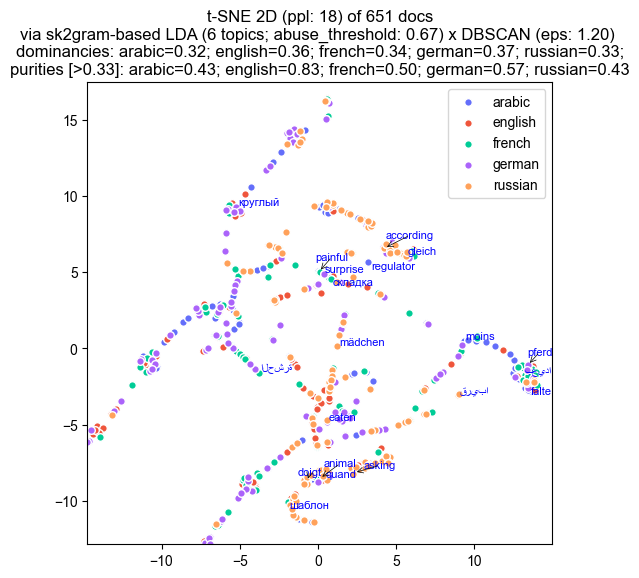 t-SNE 2D (ppl: 18) of 651 docs
via sk2gram-based LDA (6 topics; abuse_threshold: 0.67) x DBSCAN (eps: 1.20)
dominancies: arabic=0.32; english=0.36; french=0.34; german=0.37; russian=0.33;
purities [>0.33]: arabic=0.43; english=0.83; french=0.50; german=0.57; russian=0.43
arabic
english
french
german
russian
круглый
according
gleich
painful
regulator
surprise
складка
moins
mädchen
pferd
falte
eaten
animal
doigt
quand
asking
шаблон
15
10
5
0
−5
−10
−10
−5
0
5
10